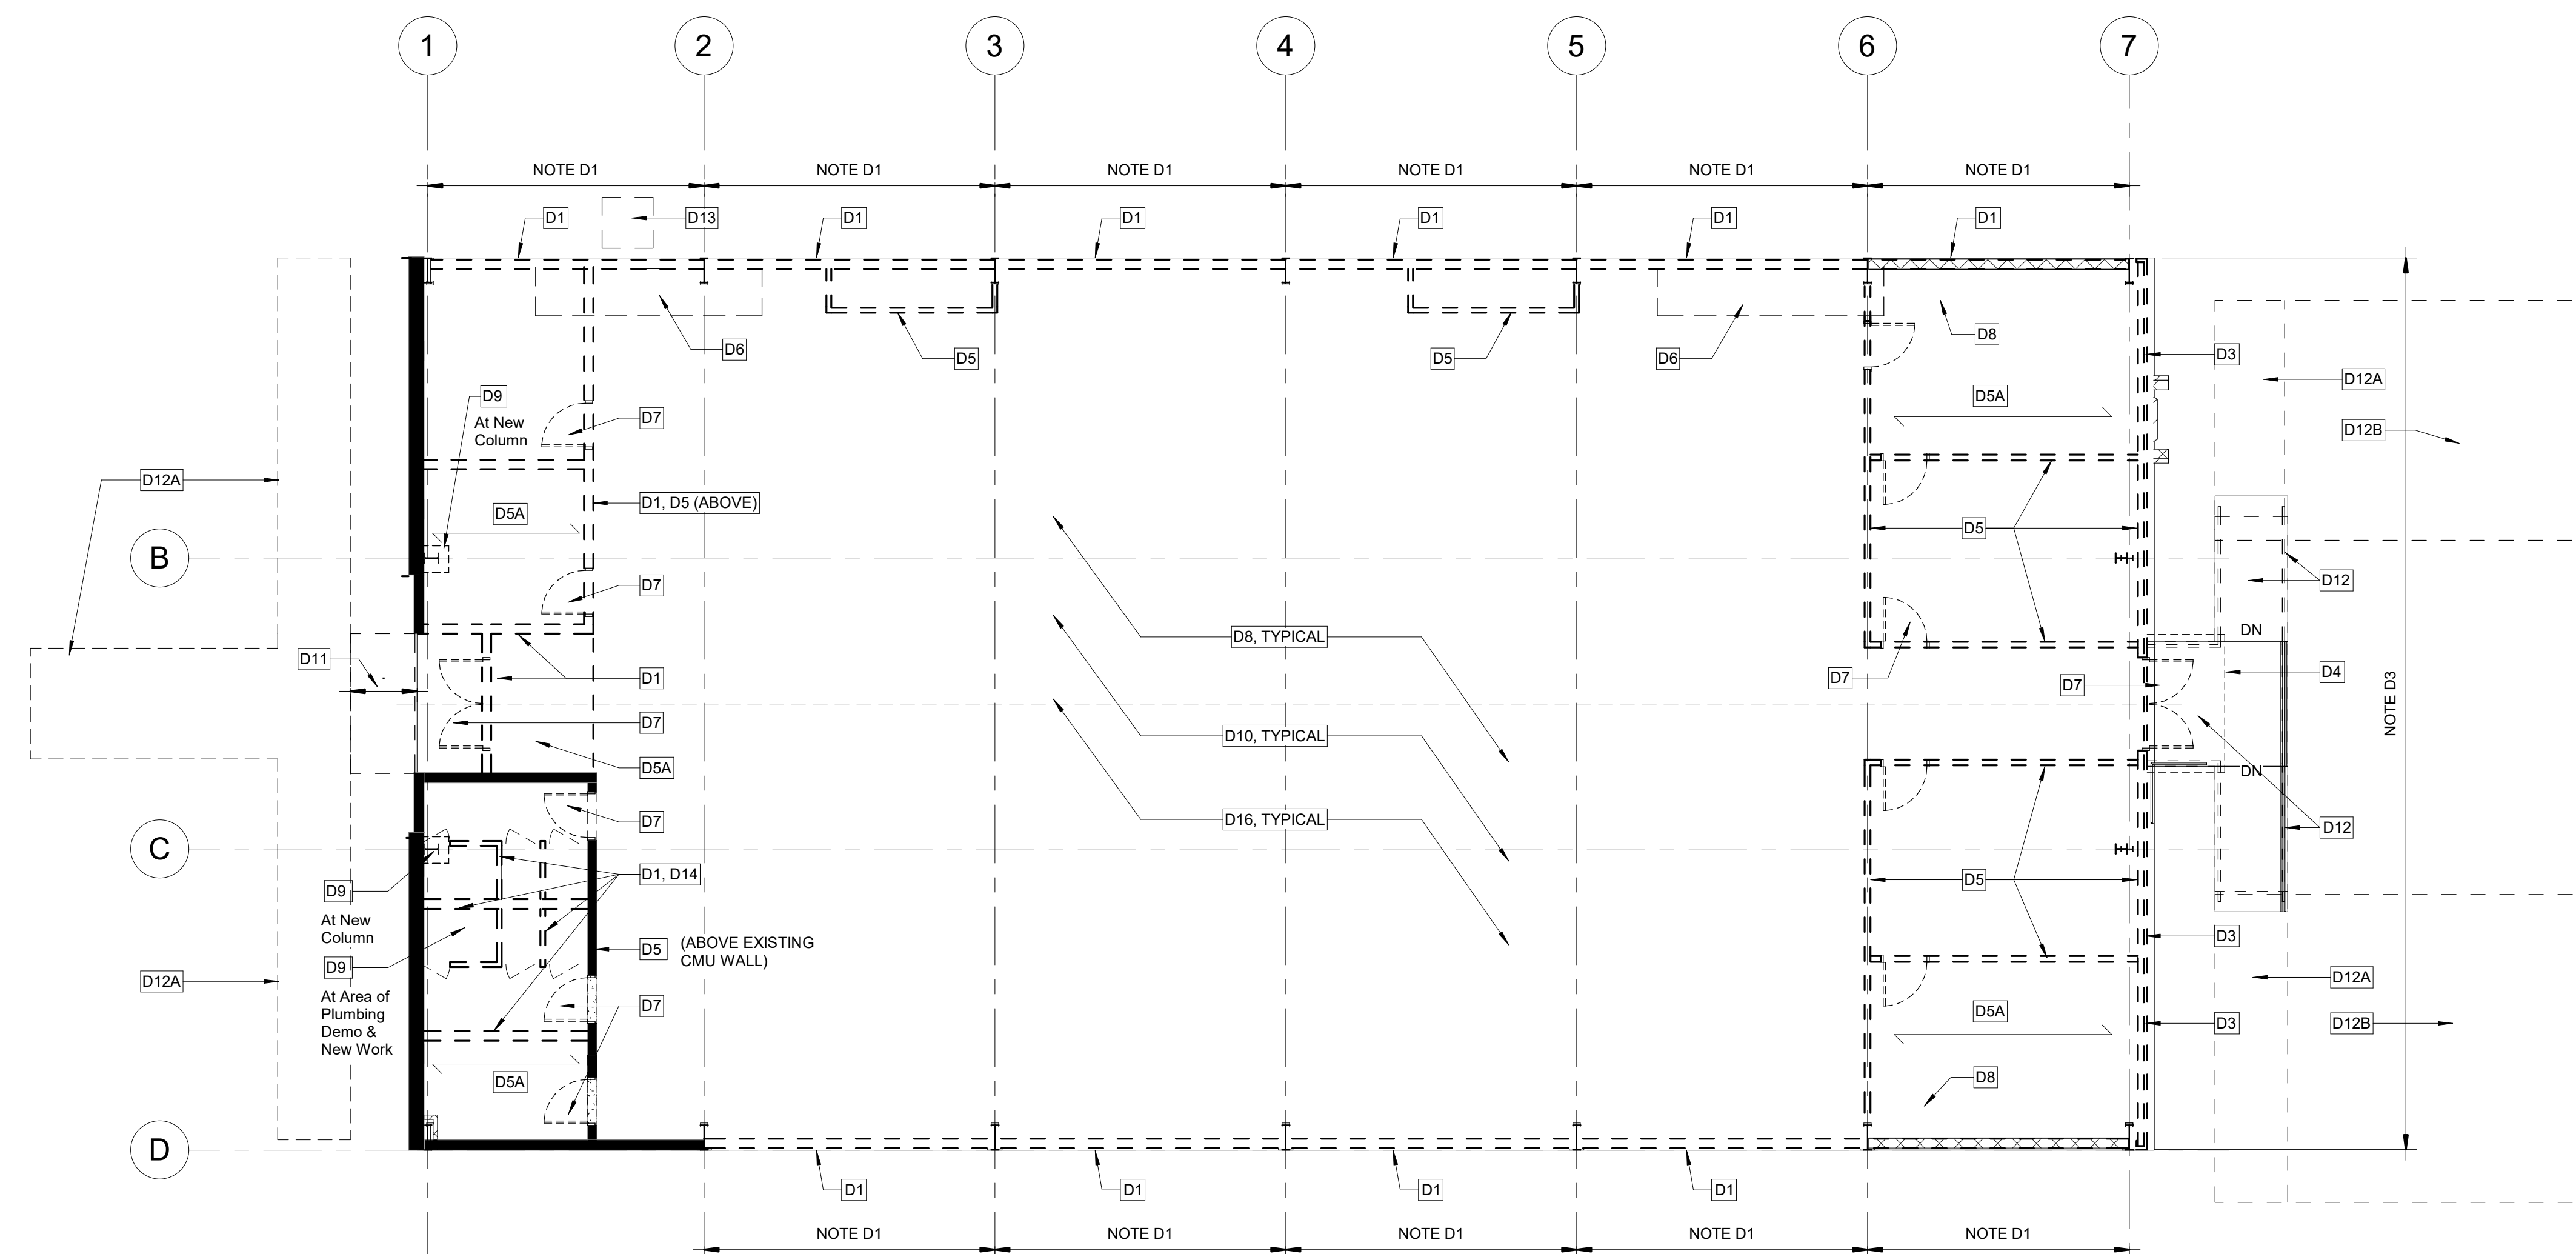 1 2 3 4 5 6 7
NOTE D1 NOTE D1 NOTE D1 NOTE D1 NOTE D1 NOTE D1
D1 D13 D1 D1 D1 D1 D1
D6 D5 D5 D6 D8 D3
D12A
D9
At New
Column
D7
D5A
D12B
D12A
D5A
D1, D5 (ABOVE)
D5
B
D7
D12
D8, TYPICAL
DN
D11
D1
D7
D7
D4
NOTE D3
D7
D10, TYPICAL
D5A
DN
D7
D16, TYPICAL
D12
C
D9
D1, D14
D5
At New
Column
D5
(ABOVE EXISTING
CMU WALL)
D3
D9
D12A
D12A
At Area of
Plumbing
Demo &
New Work
D7
D5A
D3
D12B
D5A
D8
D
D1 D1 D1 D1
NOTE D1 NOTE D1 NOTE D1 NOTE D1 NOTE D1